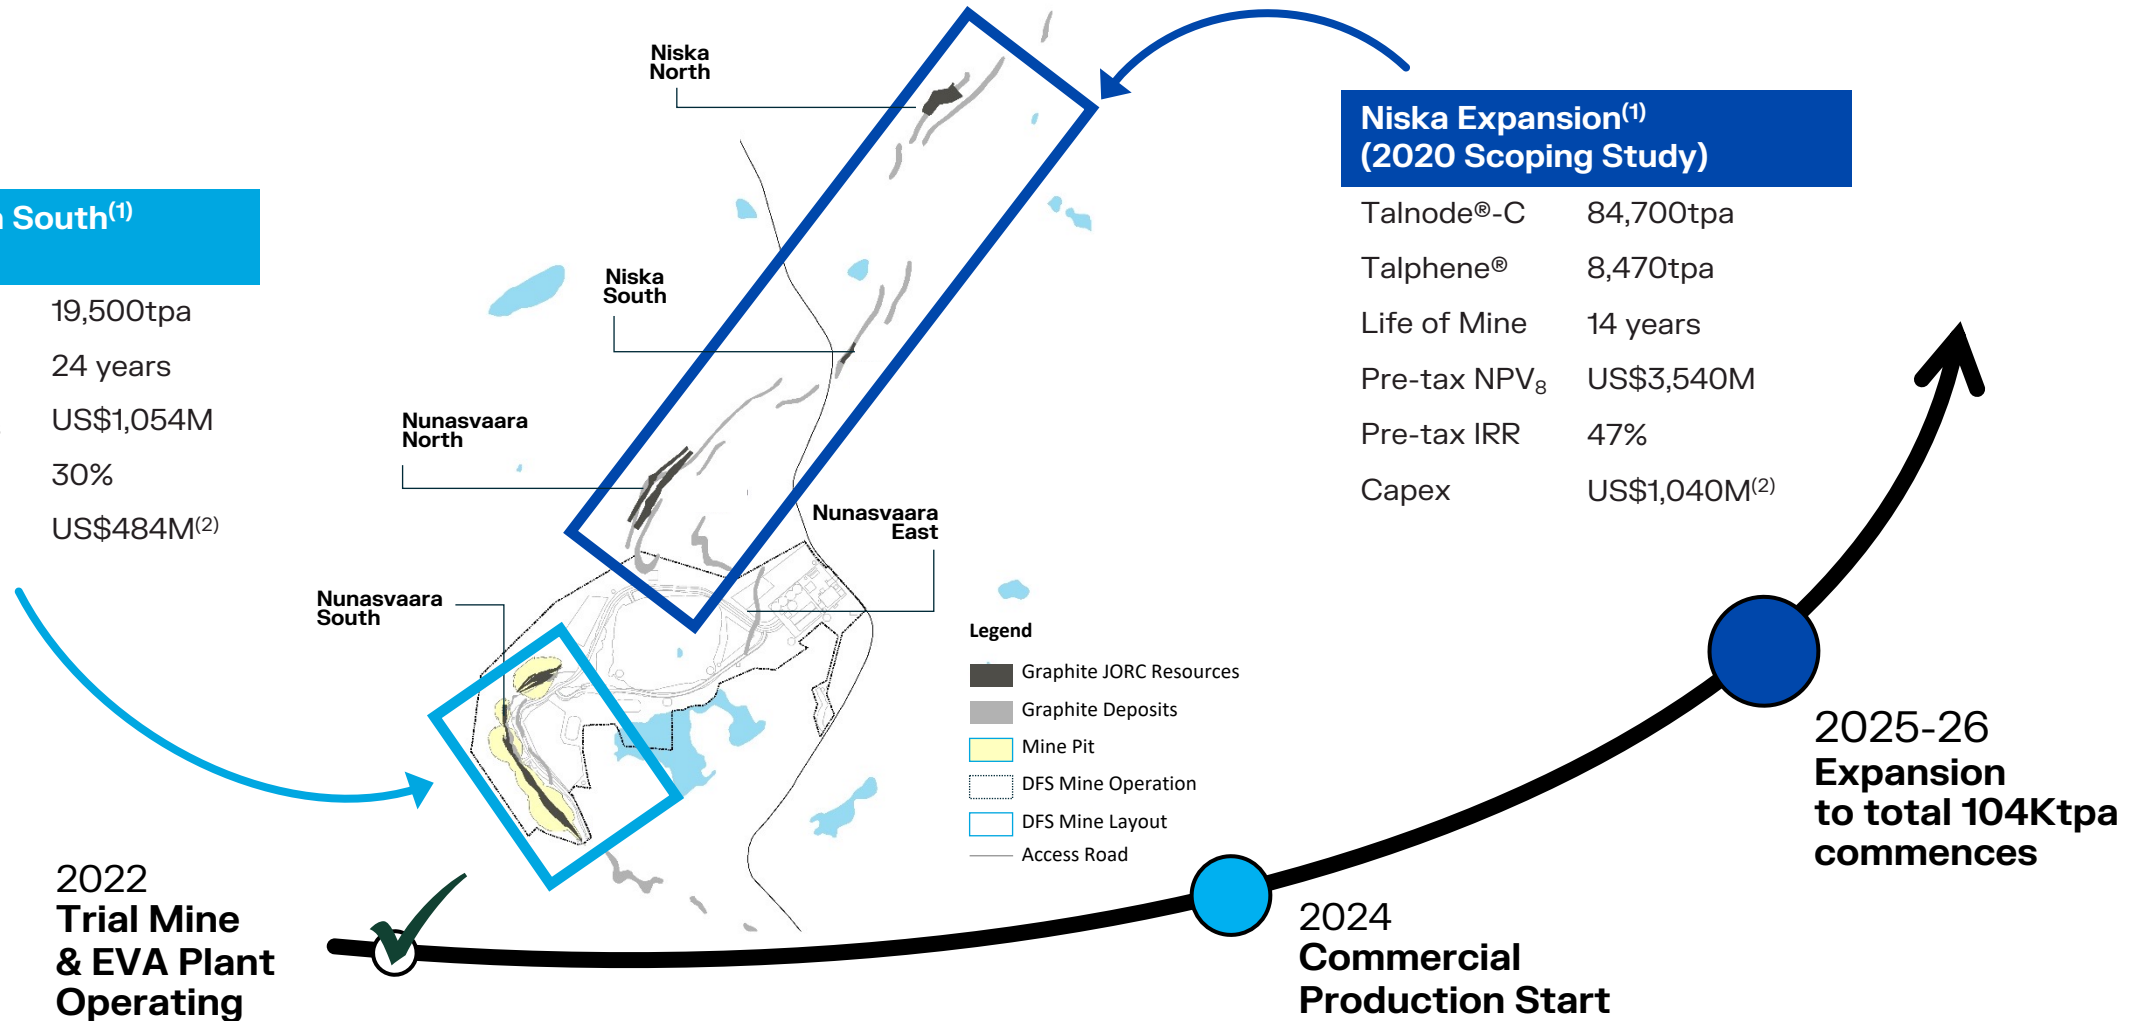 South(1)
19,500tpa
24 years
US$1,054M
30%
US$484M(2)
Niska
North
Niska
South
Nunasvaara
North
Nunasvaara
East
Nunasvaara
South
Niska Expansion(1)
(2020 Scoping Study)
Talnode®-C 84,700tpa
Talphene® 8,470tpa
Life of Mine 14 years
Pre-tax NPV8 US$3,540M
Pre-tax IRR 47%
Capex US$1,040M(2)
Legend
Graphite JORC Resources
Graphite Deposits
Mine Pit
DFS Mine Operation
DFS Mine Layout
Access Road
2022
Trial Mine
& EVA Plant
Operating
2024
Commercial
Production Start
2025-26
Expansion
to total 104Ktpa
commences